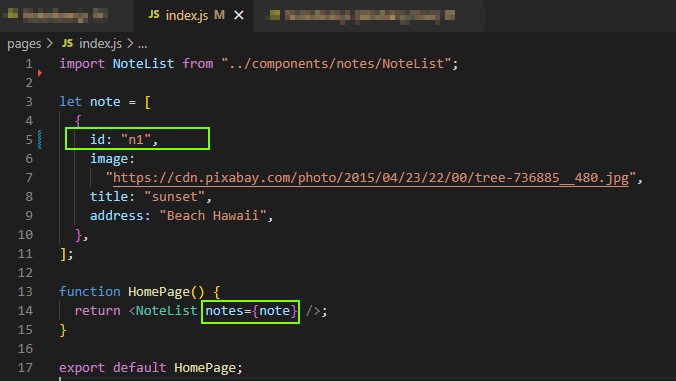 JS index.js M ×
pages > JS index.js > ...
1 import NoteList from "../components/notes/NoteList";
2
3 let note = [
4 {
5 id: "n1",
6 image:
7 "https://cdn.pixabay.com/photo/2015/04/23/22/00/tree-736885__480.jpg",
8 title: "sunset",
9 address: "Beach Hawaii",
10 },
11 ];
12
13 function HomePage() {
14 return <NoteList notes={note} />;
15 }
16
17 export default HomePage;